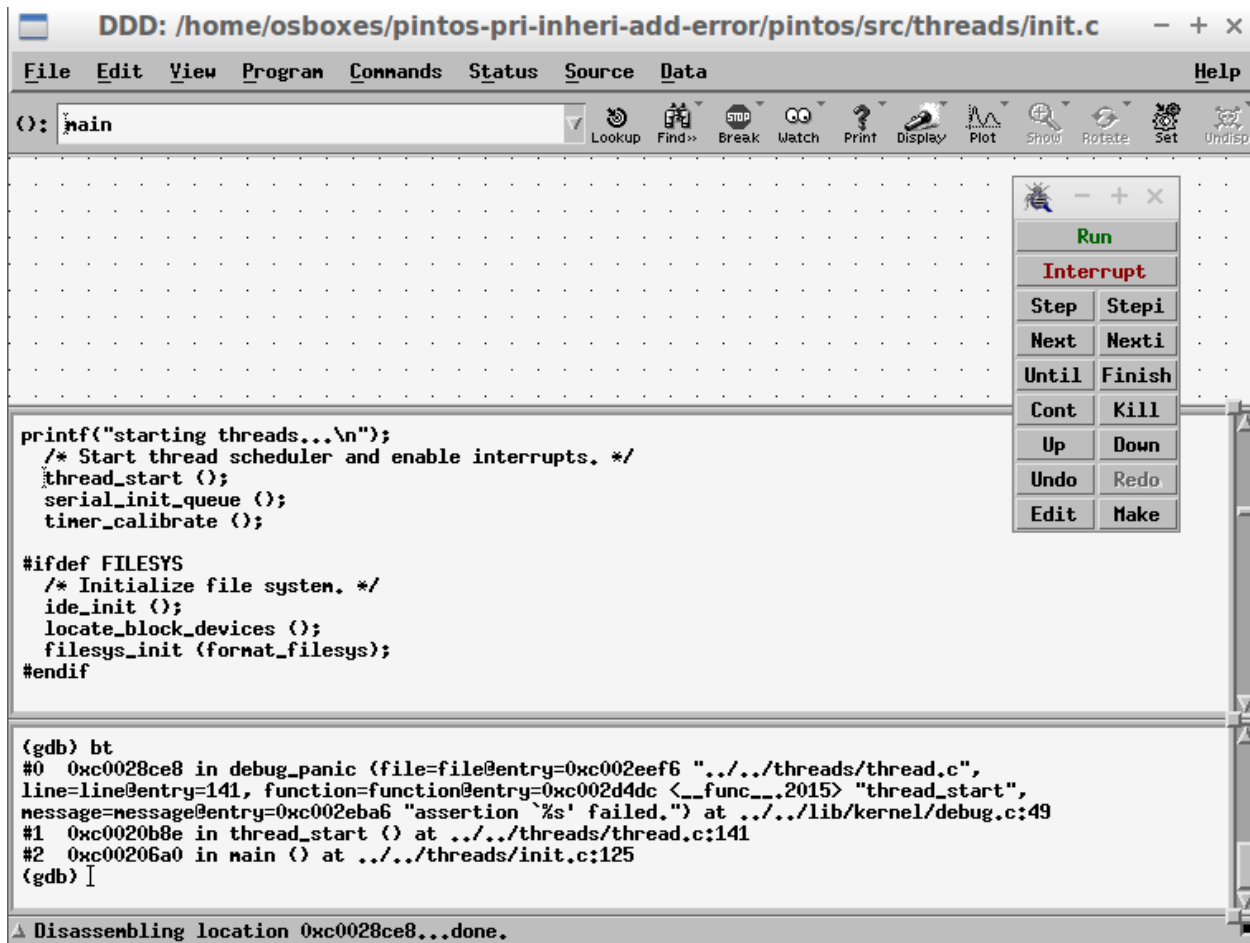 DDD: /home/osboxes/pintos-pri-inheri-add-error/pintos/src/threads/init.c
File Edit View Program Commands Status Source Data Help
(): main
Lookup Find>> Break Watch Print Display Plot Show Rotate Set Undisp
STOP
Run
Interrupt
Step Stepi
Next Nexti
Until Finish
Cont Kill
Up Down
Undo Redo
Edit Make
printf("starting threads...\n");
/* Start thread scheduler and enable interrupts. */
thread_start ();
serial_init_queue ();
timer_calibrate ();
#ifdef FILESYS
/* Initialize file system. */
ide_init ();
locate_block_devices ();
filesys_init (format_filesys);
#endif
(gdb) bt
#0 0xc0028ce8 in debug_panic (file=file@entry=0xc002eef6 "../../threads/thread.c",
line=line@entry=141, function=function@entry=0xc002d4dc <__func__.2015> "thread_start",
message=message@entry=0xc002eba6 "assertion `%s' failed.") at ../../lib/kernel/debug.c:49
#1 0xc0020b8e in thread_start () at ../../threads/thread.c:141
#2 0xc00206a0 in main () at ../../threads/init.c:125
(gdb)
Disassembling location 0xc0028ce8...done.